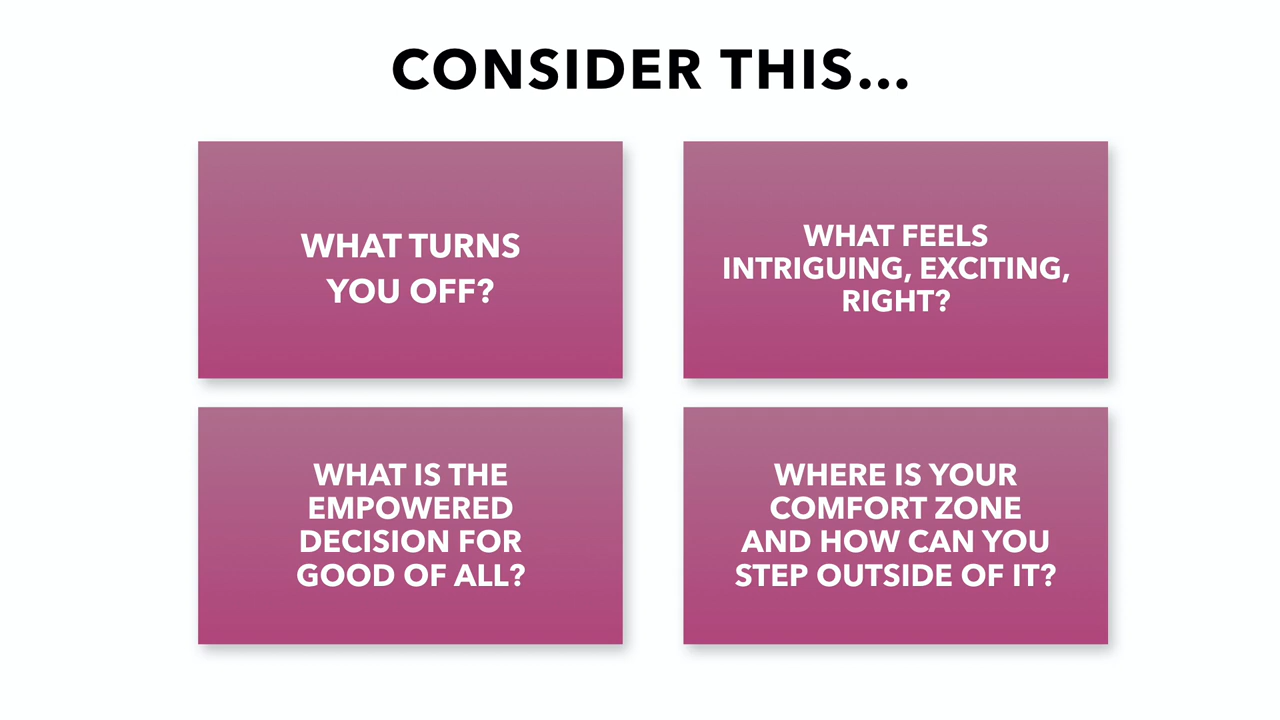 CONSIDER THIS...
WHAT TURNS
YOU OFF?
WHAT FEELS
INTRIGUING, EXCITING,
RIGHT?
WHAT IS THE
EMPOWERED
DECISION FOR
GOOD OF ALL?
WHERE IS YOUR
COMFORT ZONE
AND HOW CAN YOU
STEP OUTSIDE OF IT?